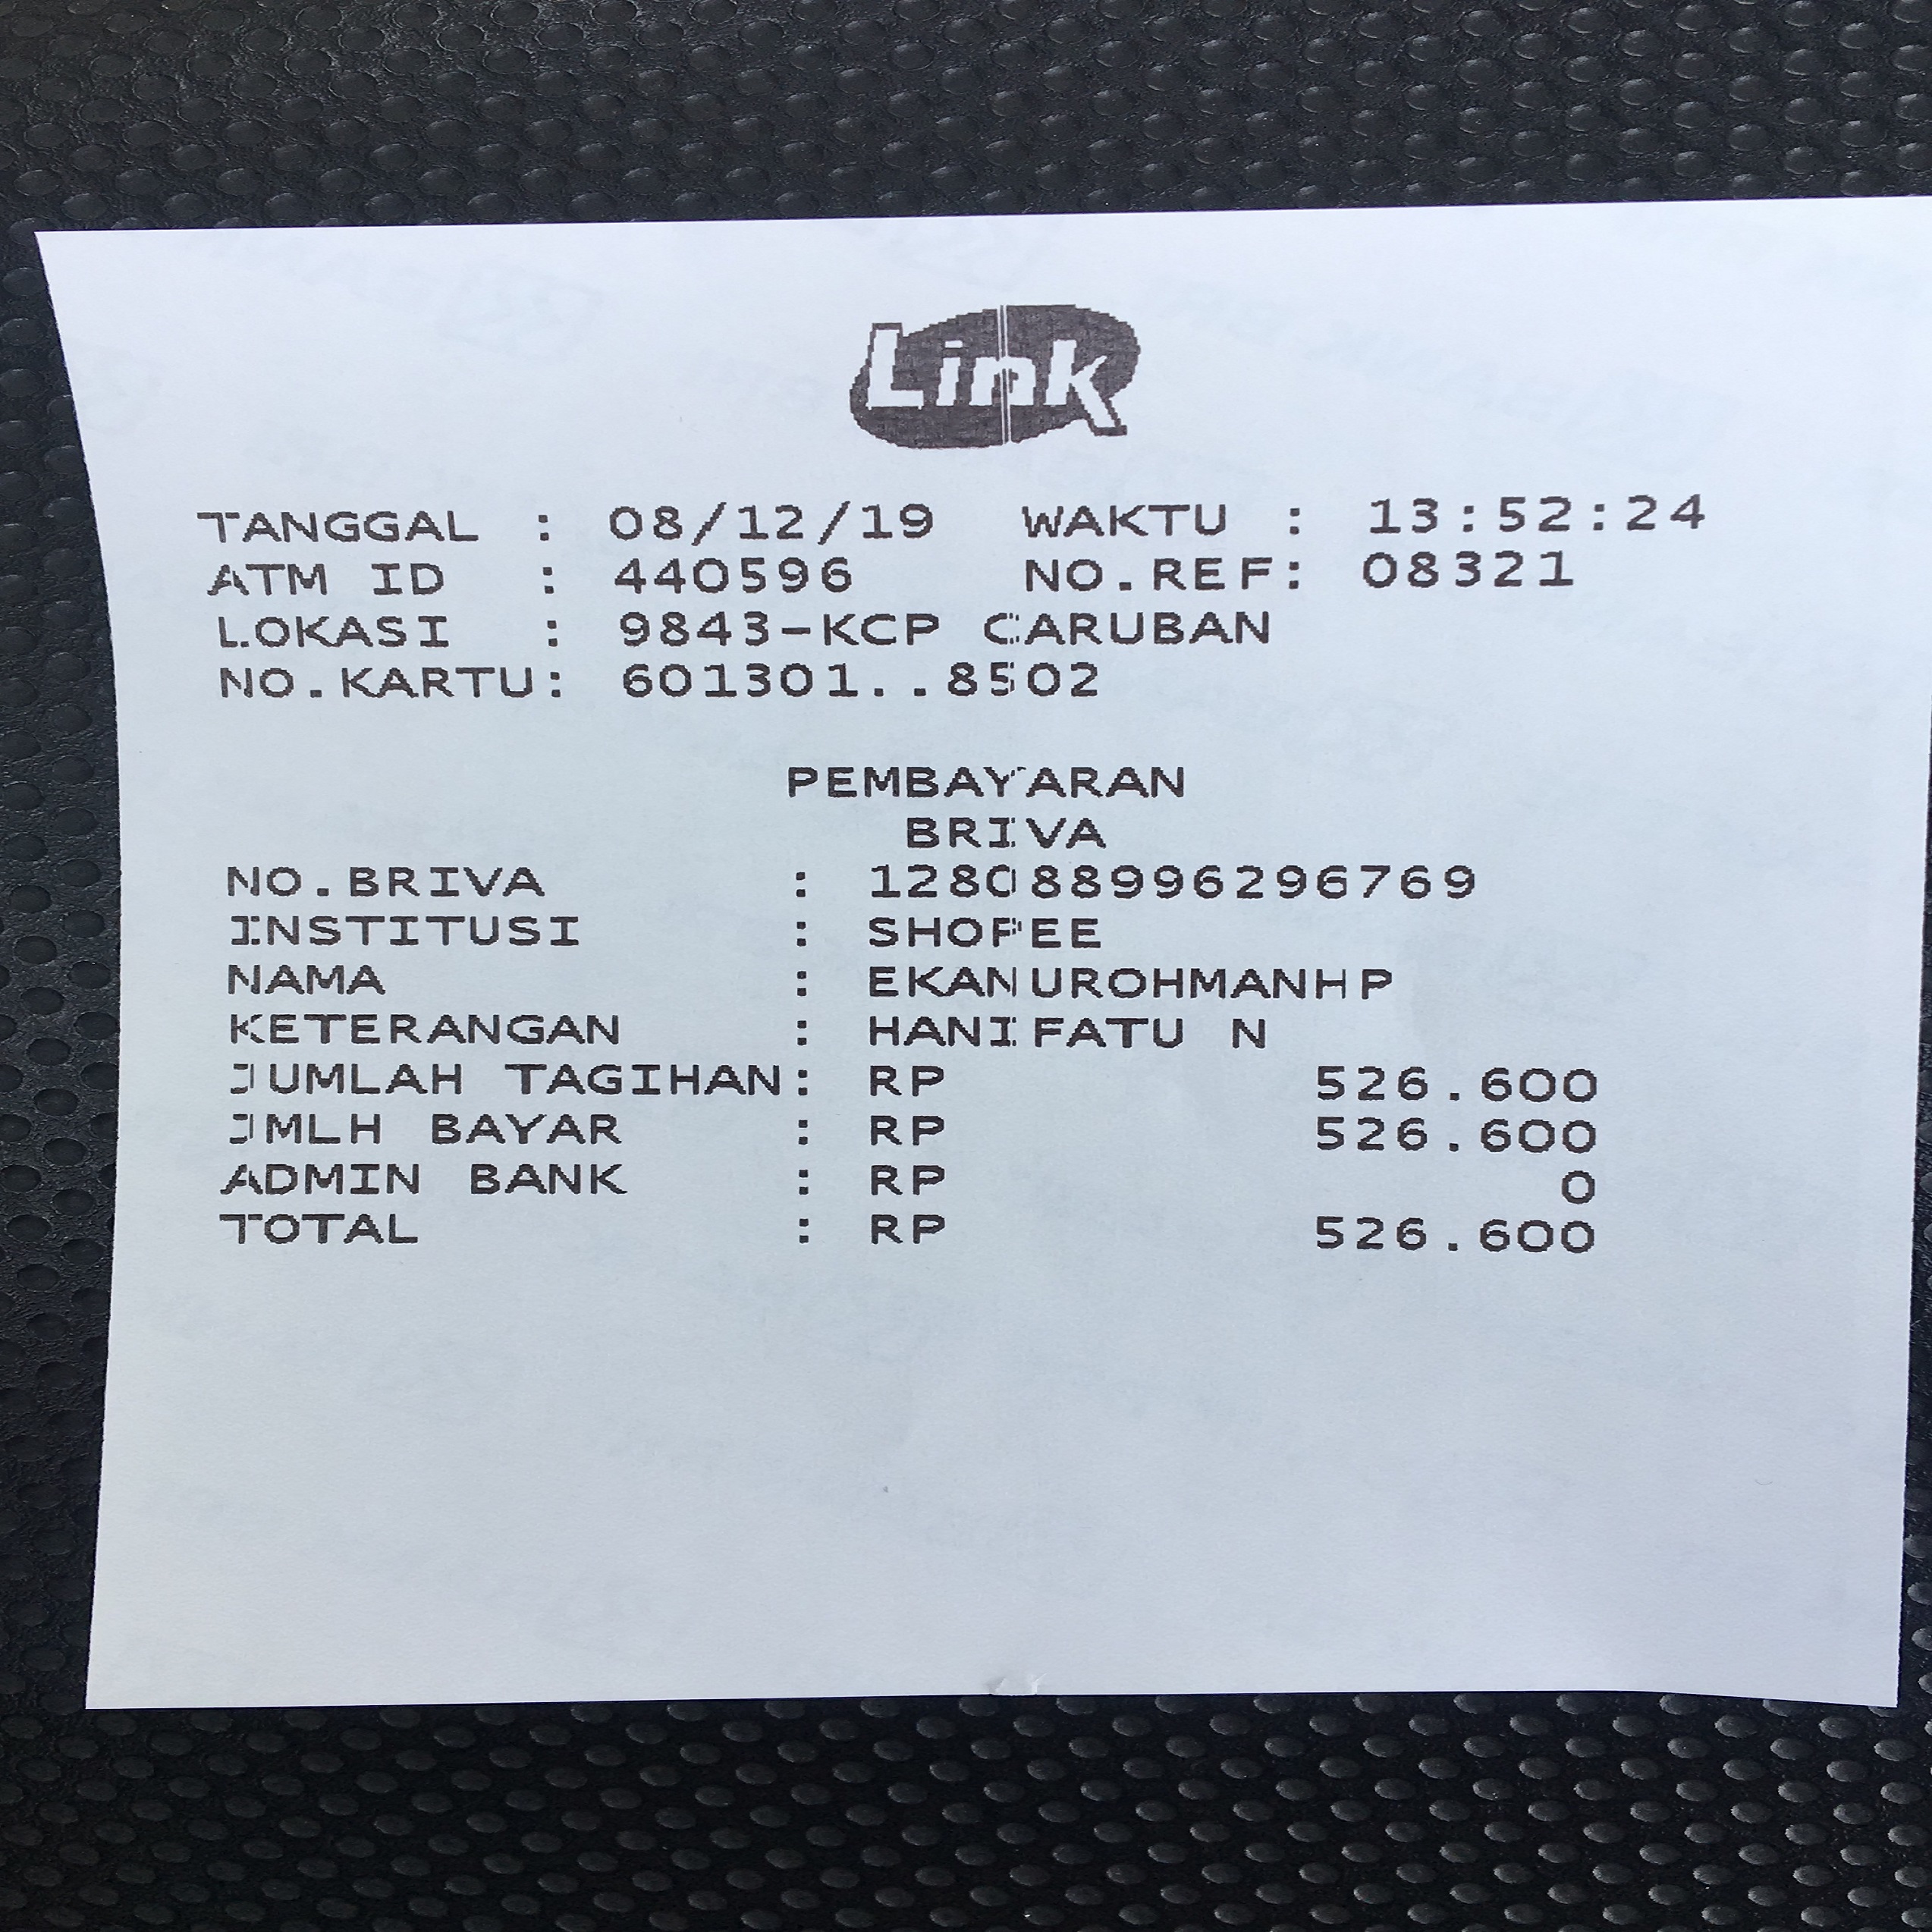 Link
TANGGAL : 08/12/19 WAKTU : 13:52:24
ATM ID : 440596 NO.REF: 08321
LOKASI : 9843-KCP CARUBAN
NO.KARTU: 601301..8502
PEMBAYARAN
BRIVA
NO.BRIVA : 128088996296769
INSTITUSI : SHOPEE
NAMA : EKANUROHMANHP
KETERANGAN : HANIFATU N
JUMLAH TAGIHAN: RP 526.600
JMLH BAYAR : RP 526.600
ADMIN BANK : RP 0
TOTAL : RP 526.600